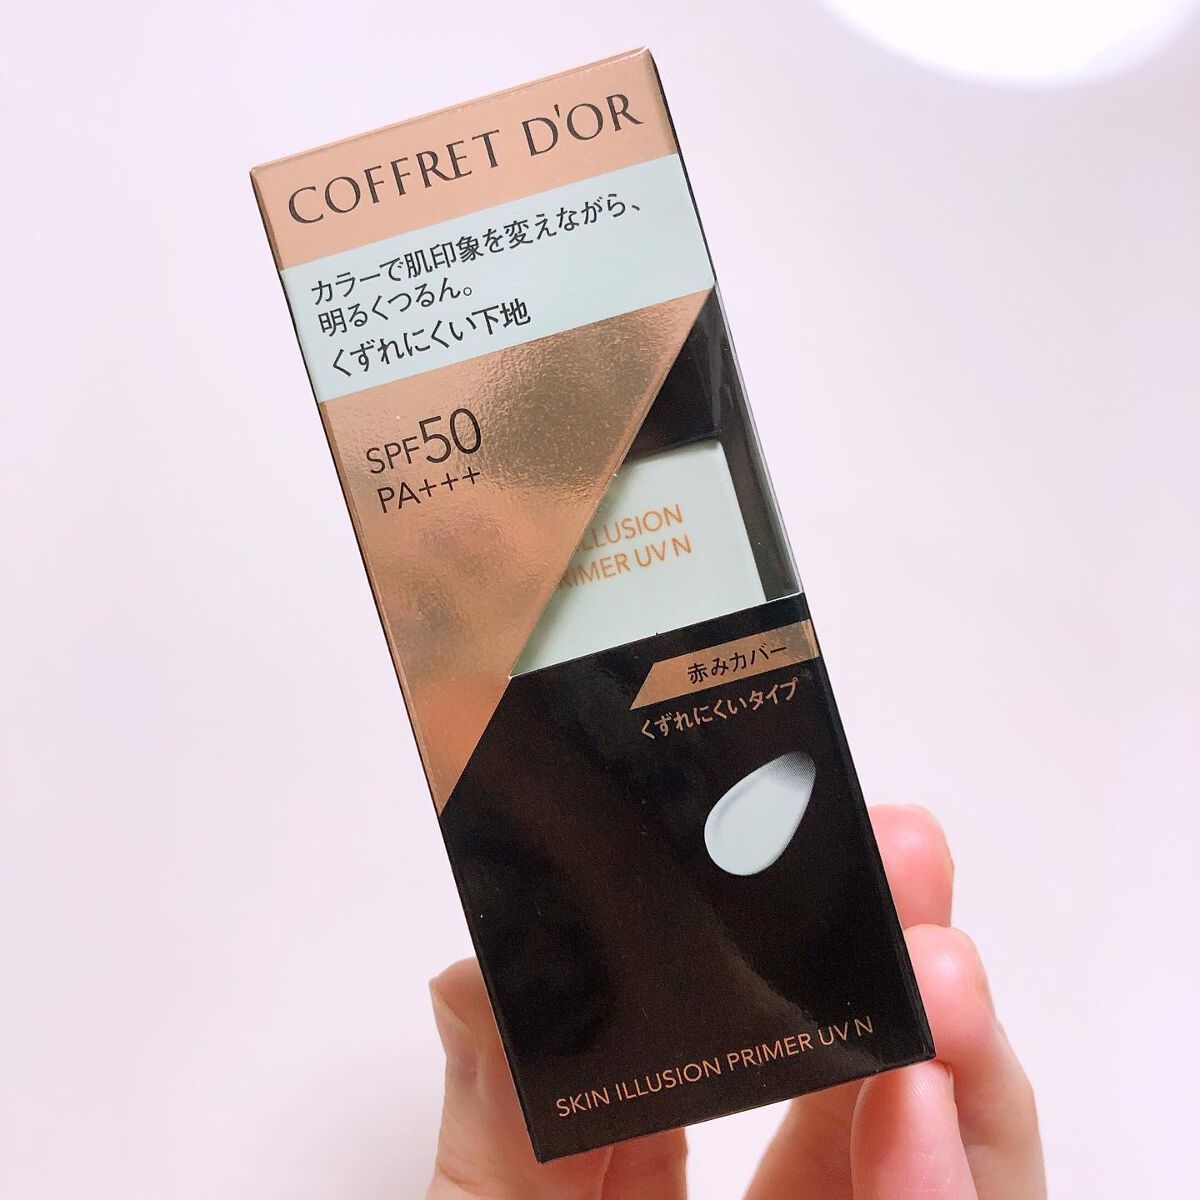 COFFRET D'OR
カラーで肌印象を変えながら、
明るくつるん。
くずれにくい下地
SPF50
PA+++
ILLUSION
RIMER UV N
赤みカバー
くずれにくいタイプ
SKIN ILLUSION PRIMER UV N